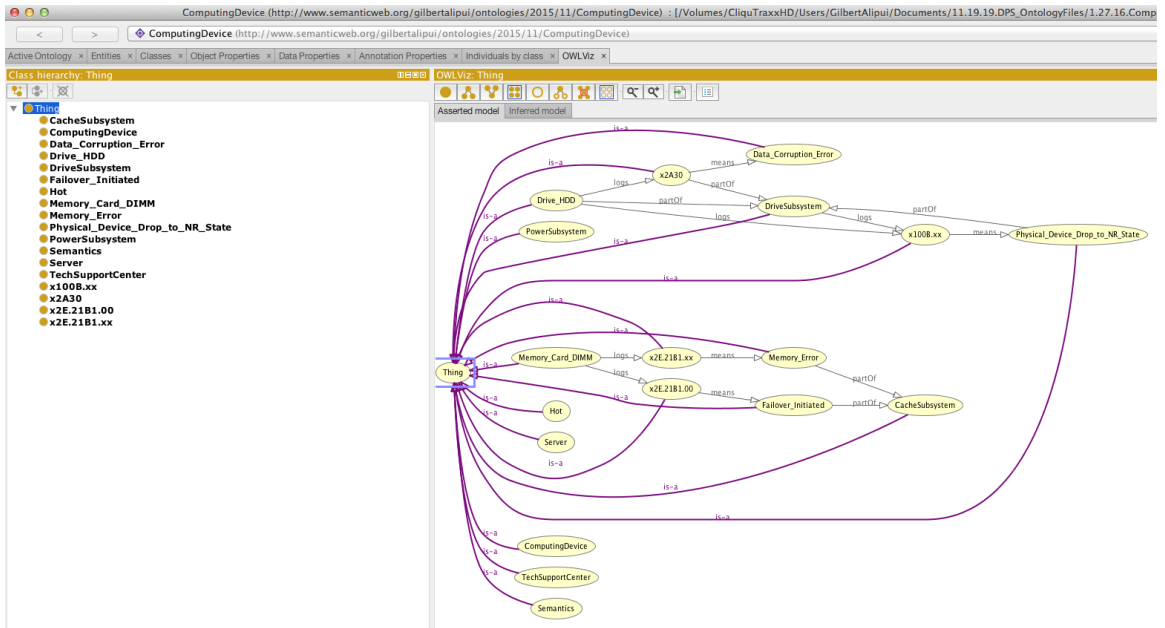 ComputingDevice (http://www.semanticweb.org/gilbertalipui/ontologies/2015/11/ComputingDevice) : [/Volumes/CliquTraxxHD/Users/GilbertAlipui/Documents/11.19.19.DPS_OntologyFiles/1.27.16.Comp
< > ComputingDevice (http://www.semanticweb.org/gilbertalipui/ontologies/2015/11/ComputingDevice)
Active Ontology × Entities × Classes × Object Properties × Data Properties × Annotation Properties × Individuals by class × OWLViz ×
Class hierarchy: Thing
Thing
CacheSubsystem
ComputingDevice
Data_Corruption_Error
Drive_HDD
DriveSubsystem
Failover_Initiated
Hot
Memory_Card_DIMM
Memory_Error
Physical_Device_Drop_to_NR_State
PowerSubsystem
Semantics
Server
TechSupportCenter
x100B.xx
x2A30
x2E.21B1.00
x2E.21B1.xx
OWLViz: Thing
Asserted model Inferred model
is-a
Data_Corruption_Error
is-a
means
x2A30
logs
partOf
Drive_HDD
partOf
DriveSubsystem
partOf
is-a
logs
logs
PowerSubsystem
x100B.xx
means
Physical_Device_Drop_to_NR_State
is-a
is-a
is-a
is-a
Memory_Card_DIMM
logs
x2E.21B1.xx
means
Memory_Error
is-a
Thing
logs
partOf
x2E.21B1.00
means
is-a
is-a
Failover_Initiated
partOf
CacheSubsystem
Hot
is-a
Server
is-a
is-a
is-a
is-a
ComputingDevice
is-a
is-a
TechSupportCenter
Semantics